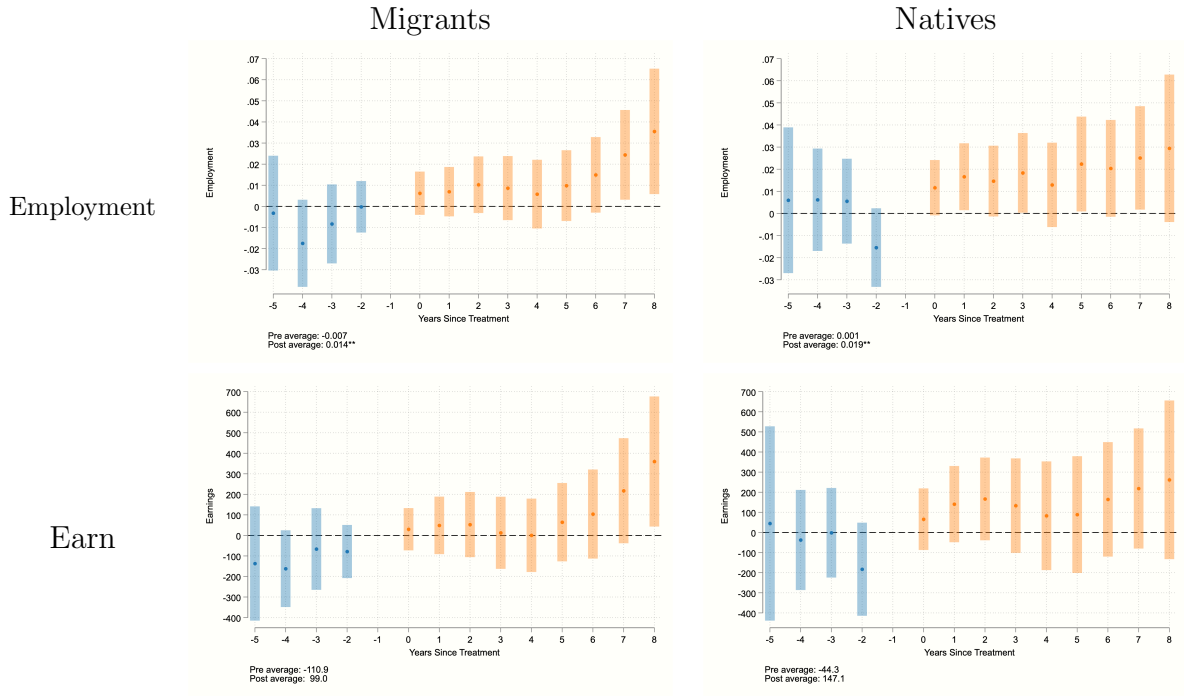 Migrants
Natives
Employment
.07
.06
.05
.04
.03
.02
.01
0
-.01
-.02
-.03
Employment
-5 -4 -3 -2 -1 0 1 2 3 4 5 6 7 8
Years Since Treatment
Pre average: -0.007
Post average: 0.014**
.07
.06
.05
.04
.03
.02
.01
0
-.01
-.02
-.03
Employment
-5 -4 -3 -2 -1 0 1 2 3 4 5 6 7 8
Years Since Treatment
Pre average: 0.001
Post average: 0.019**
Earn
700
600
500
400
300
200
100
0
-100
-200
-300
-400
Earnings
-5 -4 -3 -2 -1 0 1 2 3 4 5 6 7 8
Years Since Treatment
Pre average: -110.9
Post average: 99.0
700
600
500
400
300
200
100
0
-100
-200
-300
-400
Earnings
-5 -4 -3 -2 -1 0 1 2 3 4 5 6 7 8
Years Since Treatment
Pre average: -44.3
Post average: 147.1